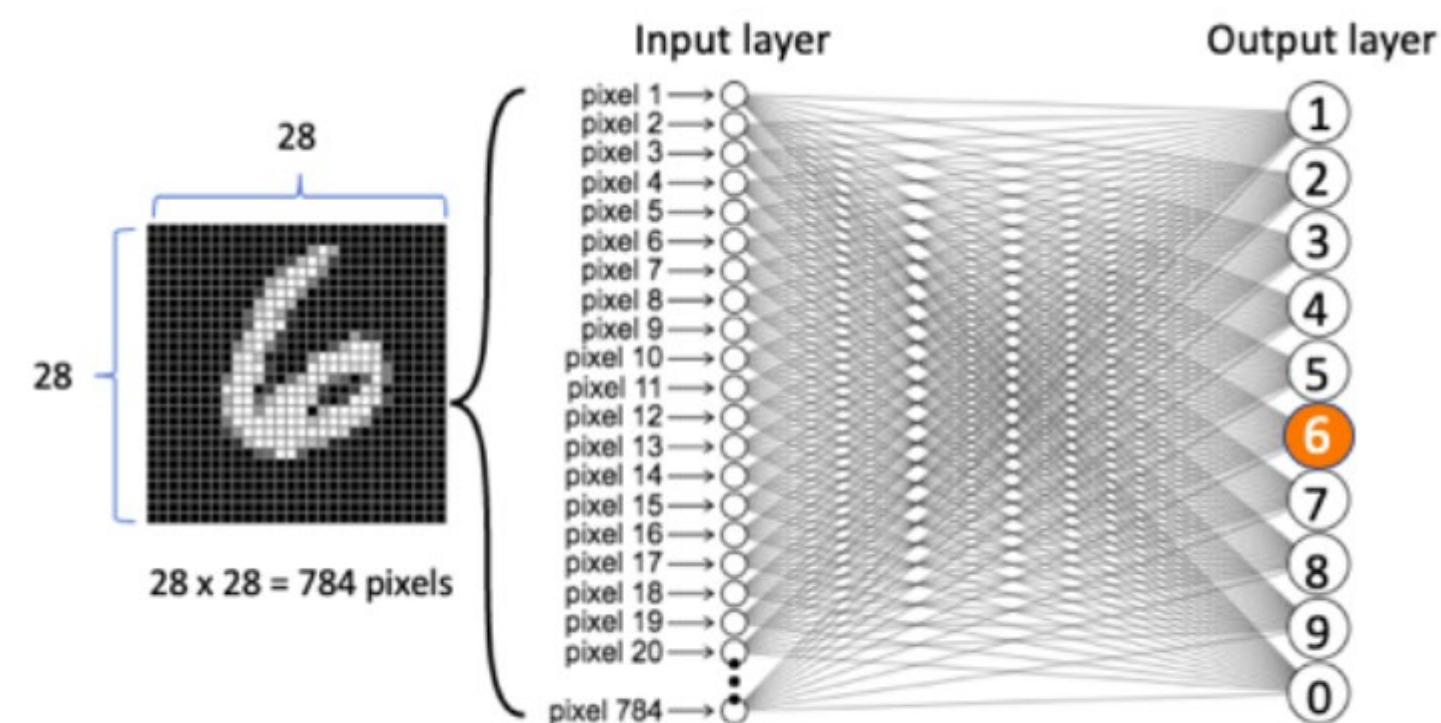 Input layer
Output layer
28
28
28 x 28 = 784 pixels
pixel 1
pixel 2
pixel 3
pixel 4
pixel 5
pixel 6
pixel 7
pixel 8
pixel 9
pixel 10
pixel 11
pixel 12
pixel 13
pixel 14
pixel 15
pixel 16
pixel 17
pixel 18
pixel 19
pixel 20
pixel 784
1
2
3
4
5
6
7
8
9
0